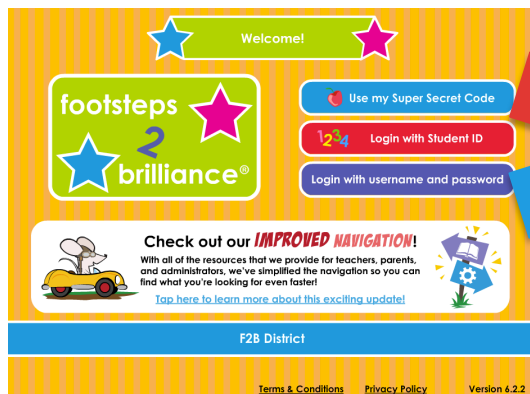 Welcome!
footsteps
2
brilliance®
Use my Super Secret Code
1234 Login with Student ID
Login with username and password
Check out our IMPROVED NAVIGATION!
With all of the resources that we provide for teachers, parents,
and administrators, we've simplified the navigation so you can
find what you're looking for even faster!
Tap here to learn more about this exciting update!
F2B District
Terms & Conditions Privacy Policy Version 6.2.2